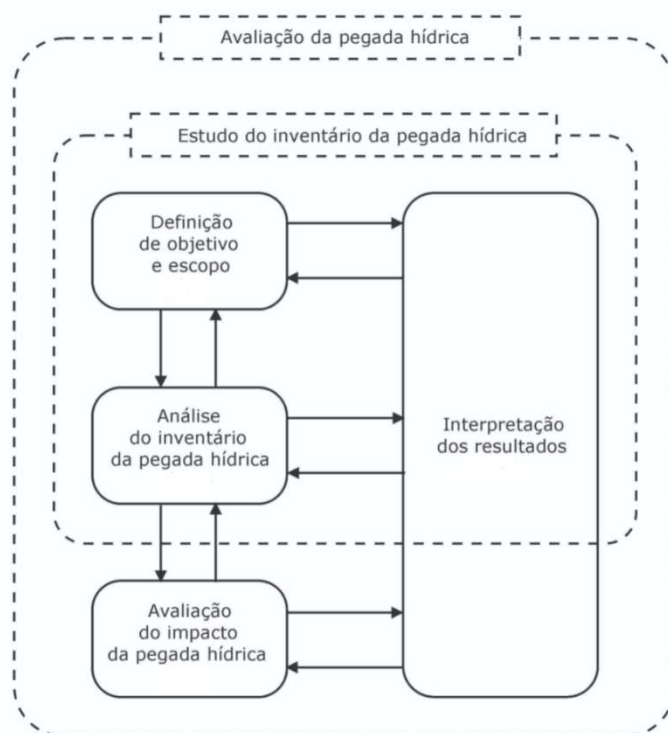 Avaliação da pegada hídrica
Estudo do inventário da pegada hídrica
Definição
de objetivo
e escopo
Análise
do inventário
da pegada hídrica
Interpretação
dos resultados
Avaliação
do impacto
da pegada hídrica